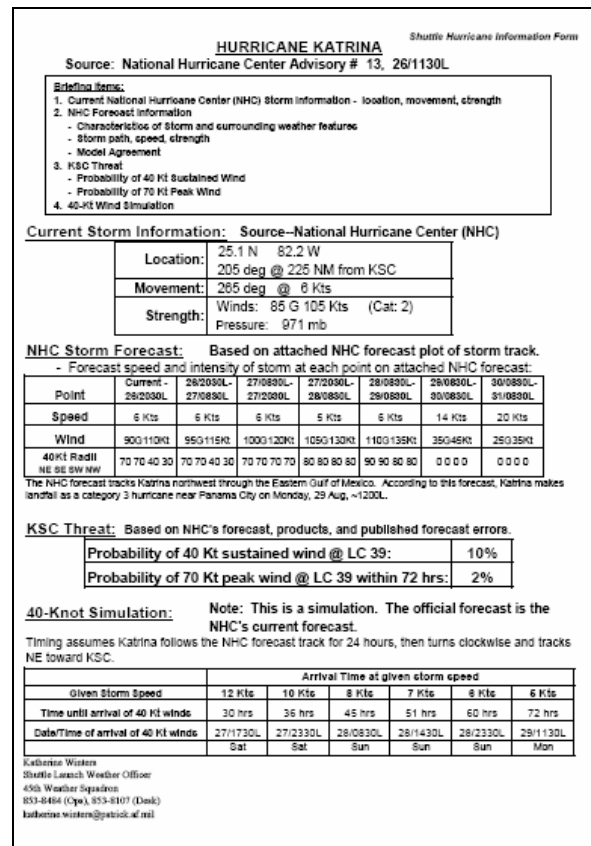 Shuttle Hurricane Information Form
HURRICANE KATRINA
Source: National Hurricane Center Advisory # 13, 26/1130L
Briefing Items:
1. Current National Hurricane Center (NHC) Storm Information - location, movement, strength
2. NHC Forecast Information
- Characteristics of Storm and surrounding weather features
- Storm path, speed, strength
- Model Agreement
3. KSC Threat
- Probability of 40 Kt Sustained Wind
- Probability of 70 Kt Peak Wind
4. 40-Kt Wind Simulation
Current Storm Information: Source--National Hurricane Center (NHC)
Location: 25.1 N 82.2 W
205 deg @ 225 NM from KSC
Movement: 265 deg @ 6 Kts
Strength: Winds: 85 G 105 Kts (Cat: 2)
Pressure: 971 mb
NHC Storm Forecast: Based on attached NHC forecast plot of storm track.
- Forecast speed and intensity of storm at each point on attached NHC forecast:
Point Current - 26/2030L 26/2030L- 27/0830L 27/0830L- 27/2030L 27/2030L- 28/0830L 28/0830L- 29/0830L 29/0830L- 30/0830L 30/0830L- 31/0830L
Speed 6 Kts 6 Kts 6 Kts 5 Kts 6 Kts 14 Kts 20 Kts
Wind 90G110Kt 95G115Kt 100G120Kt 105G130Kt 110G135Kt 35G45Kt 25G35Kt
40Kt Radii NE SE SW NW 70 70 40 30 70 70 40 30 70 70 70 70 80 80 80 80 90 90 80 80 0 0 0 0 0 0 0 0
The NHC forecast tracks Katrina northwest through the Eastern Gulf of Mexico. According to this forecast, Katrina makes
landfall as a category 3 hurricane near Panama City on Monday, 29 Aug, ~1200L.
KSC Threat: Based on NHC's forecast, products, and published forecast errors.
Probability of 40 Kt sustained wind @ LC 39: 10%
Probability of 70 Kt peak wind @ LC 39 within 72 hrs: 2%
40-Knot Simulation: Note: This is a simulation. The official forecast is the
NHC's current forecast.
Timing assumes Katrina follows the NHC forecast track for 24 hours, then turns clockwise and tracks
NE toward KSC.
Arrival Time at given storm speed
Given Storm Speed 12 Kts 10 Kts 8 Kts 7 Kts 6 Kts 5 Kts
Time until arrival of 40 Kt winds 30 hrs 36 hrs 45 hrs 51 hrs 60 hrs 72 hrs
Date/Time of arrival of 40 Kt winds 27/1730L 27/2330L 28/0830L 28/1430L 28/2330L 29/1130L
Sat Sat Sun Sun Sun Mon
Katherine Winters
Shuttle Launch Weather Officer
45th Weather Squadron
853-8484 (Ops), 853-8107 (Desk)
katherine.winters@patrick.af.mil